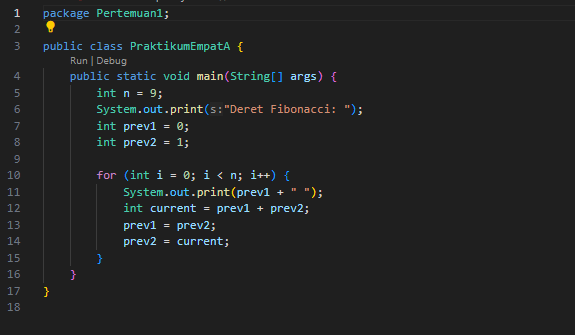 1 package Pertemuan1;
2
3 public class PraktikumEmpatA {
Run | Debug
4 public static void main(String[] args) {
5 int n = 9;
6 System.out.print(s:"Deret Fibonacci: ");
7 int prev1 = 0;
8 int prev2 = 1;
9
10 for (int i = 0; i < n; i++) {
11 System.out.print(prev1 + " ");
12 int current = prev1 + prev2;
13 prev1 = prev2;
14 prev2 = current;
15 }
16 }
17 }
18